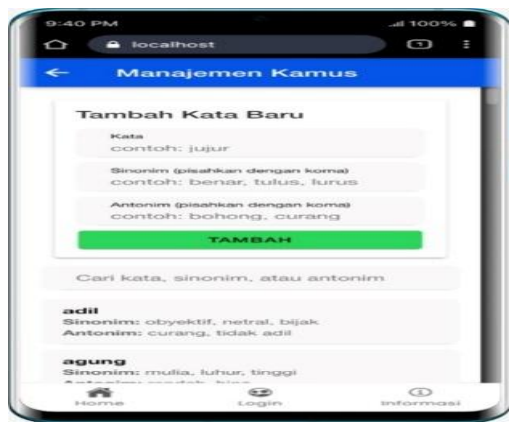 9:40 PM
100%
localhost
1
Manajemen Kamus
Tambah Kata Baru
Kata
contoh: jujur
Sinonim (pisahkan dengan koma)
contoh: benar, tulus, lurus
Antonim (pisahkan dengan koma)
contoh: bohong, curang
TAMBAH
Cari kata, sinonim, atau antonim
adil
Sinonim: obyektif, netral, bijak
Antonim: curang, tidak adil
agung
Sinonim: mulia, luhur, tinggi
Home
Login
Informasi